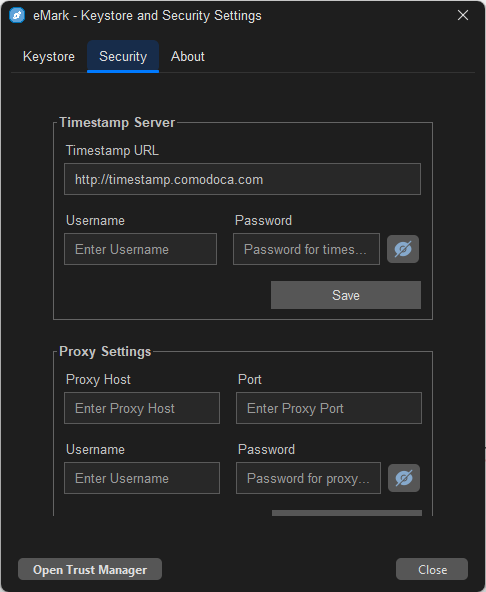 eMark - Keystore and Security Settings
Keystore Security About
Timestamp Server
Timestamp URL
http://timestamp.comodoca.com
Username Password
Enter Username Password for times...
Save
Proxy Settings
Proxy Host Port
Enter Proxy Host Enter Proxy Port
Username Password
Enter Username Password for proxy...
Open Trust Manager Close